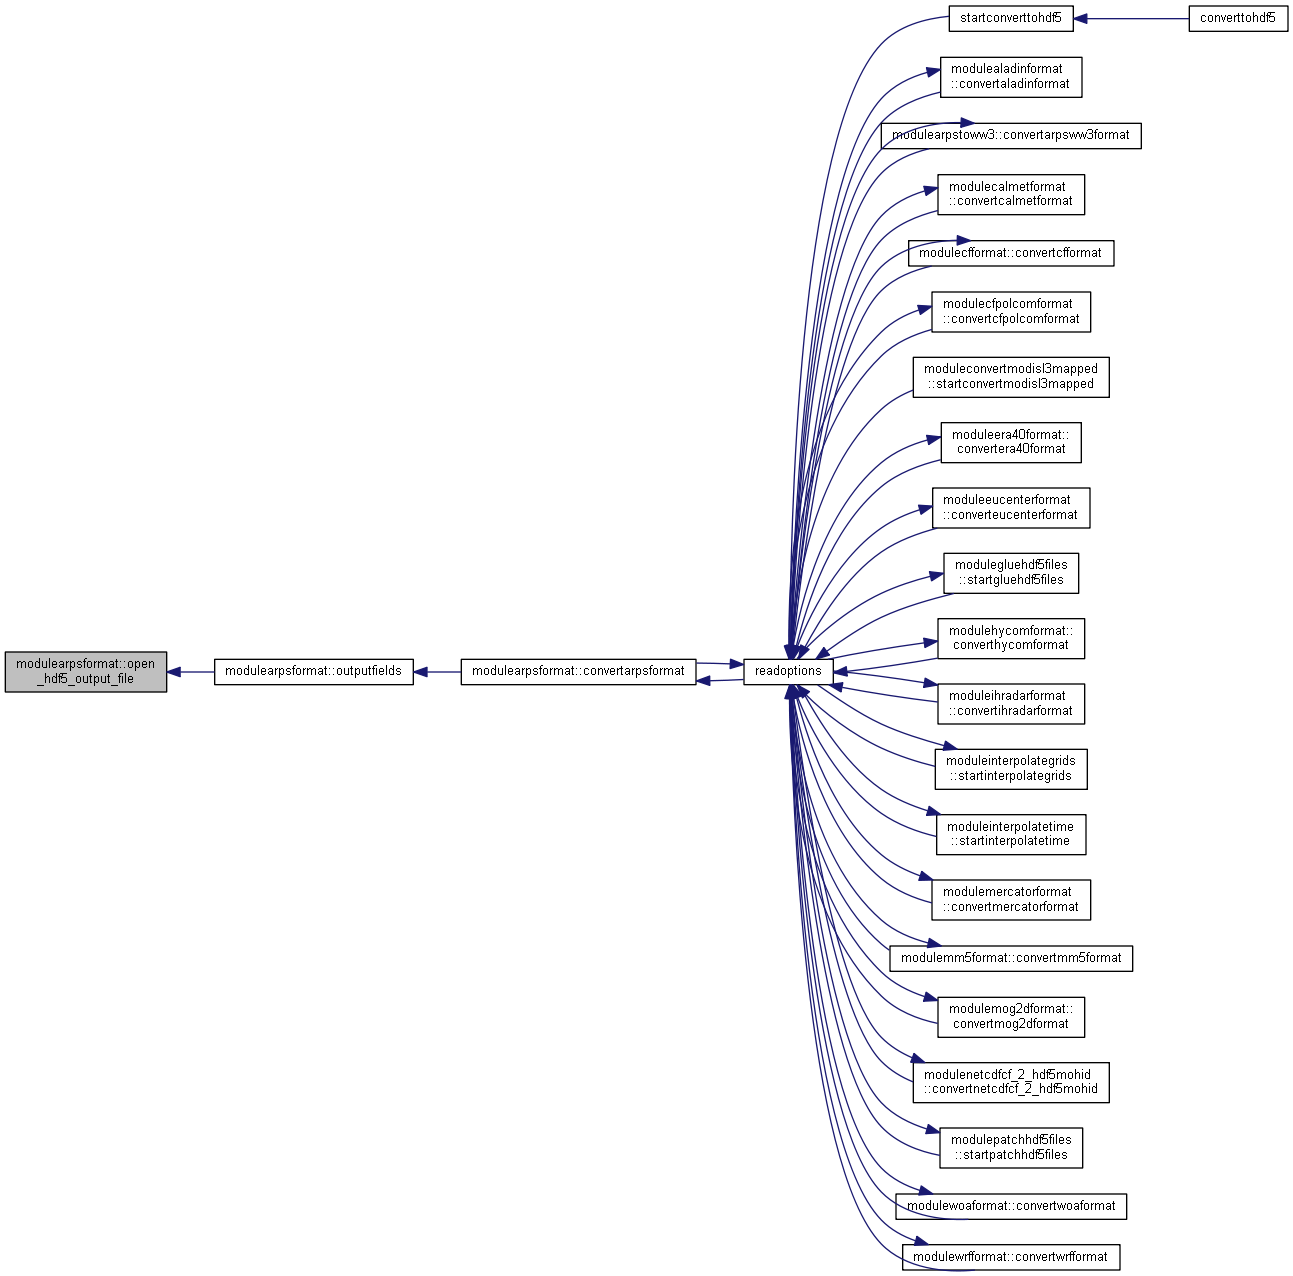 startconverttohdf5
converttohdf5
modulealadinformat
::convertaladinformat
modulearpstoww3::convertarpsww3format
modulecalmetformat
::convertcalmetformat
modulecfformat::convertcfformat
modulecfpolcomformat
::convertcfpolcomformat
moduleconvertmodisl3mapped
::startconvertmodisl3mapped
moduleera40format::
convertera40format
moduleeucenterformat
::converteucenterformat
modulegluehdf5files
::startgluehdf5files
modulehycomformat::
converthycomformat
modulearpsformat::open
_hdf5_output_file
modulearpsformat::outputfields
modulearpsformat::convertarpsformat
readoptions
moduleihradarformat
::convertihradarformat
moduleinterpolategrids
::startinterpolategrids
moduleinterpolatetime
::startinterpolatetime
modulemercatorformat
::convertmercatorformat
modulemm5format::convertmm5format
modulemog2dformat::
convertmog2dformat
modulenetcdfcf_2_hdf5mohid
::convertnetcdfcf_2_hdf5mohid
modulepatchhdf5files
::startpatchhdf5files
modulewoaformat::convertwoaformat
modulewrfformat::convertwrfformat